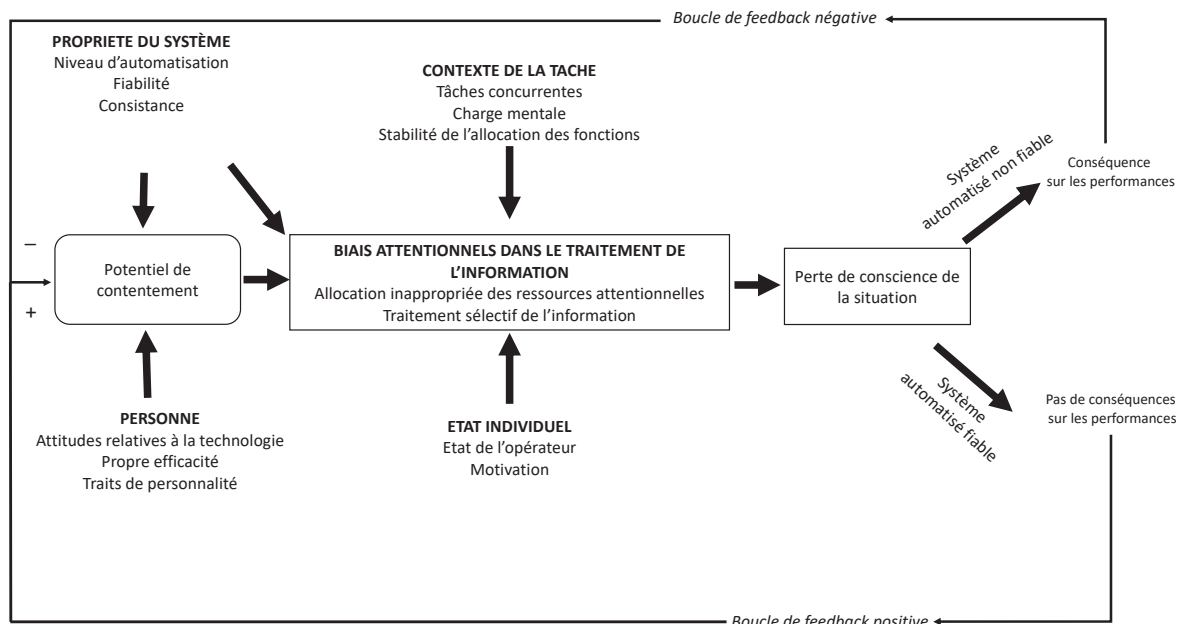 Boucle de feedback négative
PROPRIETE DU SYSTÈME
Niveau d'automatisation
Fiabilité
Consistance
CONTEXTE DE LA TACHE
Tâches concurrentes
Charge mentale
Stabilité de l'allocation des fonctions
Système
automatisé non fiable
Conséquence
sur les performances
–
+
Potentiel de
contentement
BIAIS ATTENTIONNELS DANS LE TRAITEMENT DE
L'INFORMATION
Allocation inappropriée des ressources attentionnelles
Traitement sélectif de l'information
Perte de conscience de
la situation
Système
automatisé fiable
Pas de conséquences
sur les performances
PERSONNE
Attitudes relatives à la technologie
Propre efficacité
Traits de personnalité
ETAT INDIVIDUEL
Etat de l'opérateur
Motivation
Boucle de feedback positive